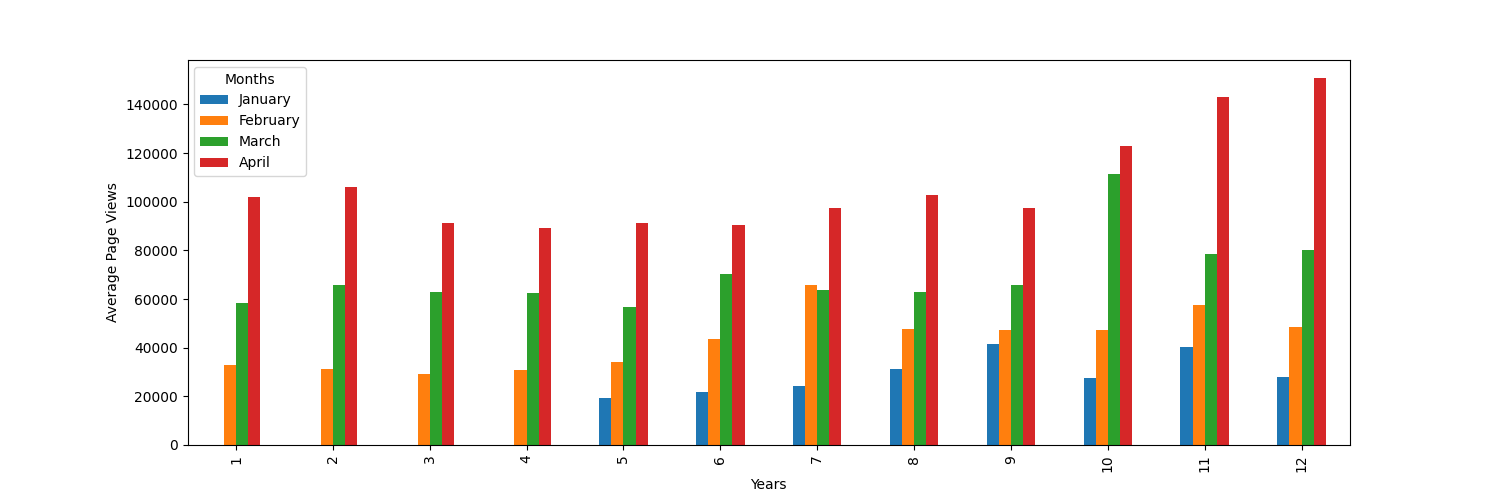 Months
January
February
March
April
140000
120000
100000
80000
60000
40000
20000
0
Average Page Views
1 2 3 4 5 6 7 8 9 10 11 12
Years